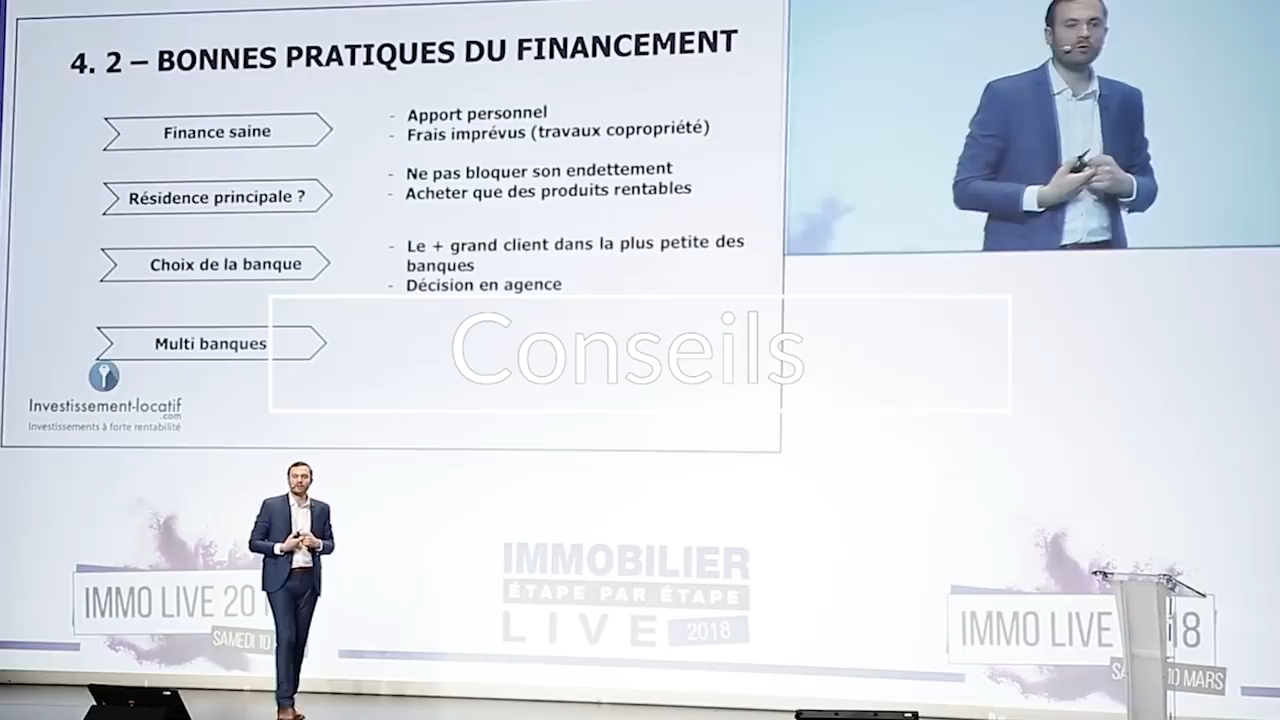 4. 2 – BONNES PRATIQUES DU FINANCEMENT
Finance saine
- Apport personnel
- Frais imprévus (travaux copropriété)
Résidence principale ?
- Ne pas bloquer son endettement
- Acheter que des produits rentables
Choix de la banque
- Le + grand client dans la plus petite des
banques
- Décision en agence
Multi banques
Conseils
Investissement-locatif
.com
Investissements à forte rentabilité
IMMO LIVE 201
SAMEDI 10
IMMOBILIER
ÉTAPE PAR ÉTAPE
LIVE 2018
IMMO LIVE 18
SA 10 MARS